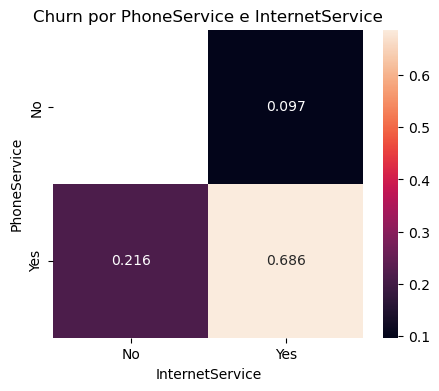 Churn por PhoneService e InternetService
PhoneService
No
Yes
0.097
0.216 0.686
No Yes
InternetService
0.6
0.5
0.4
0.3
0.2
0.1